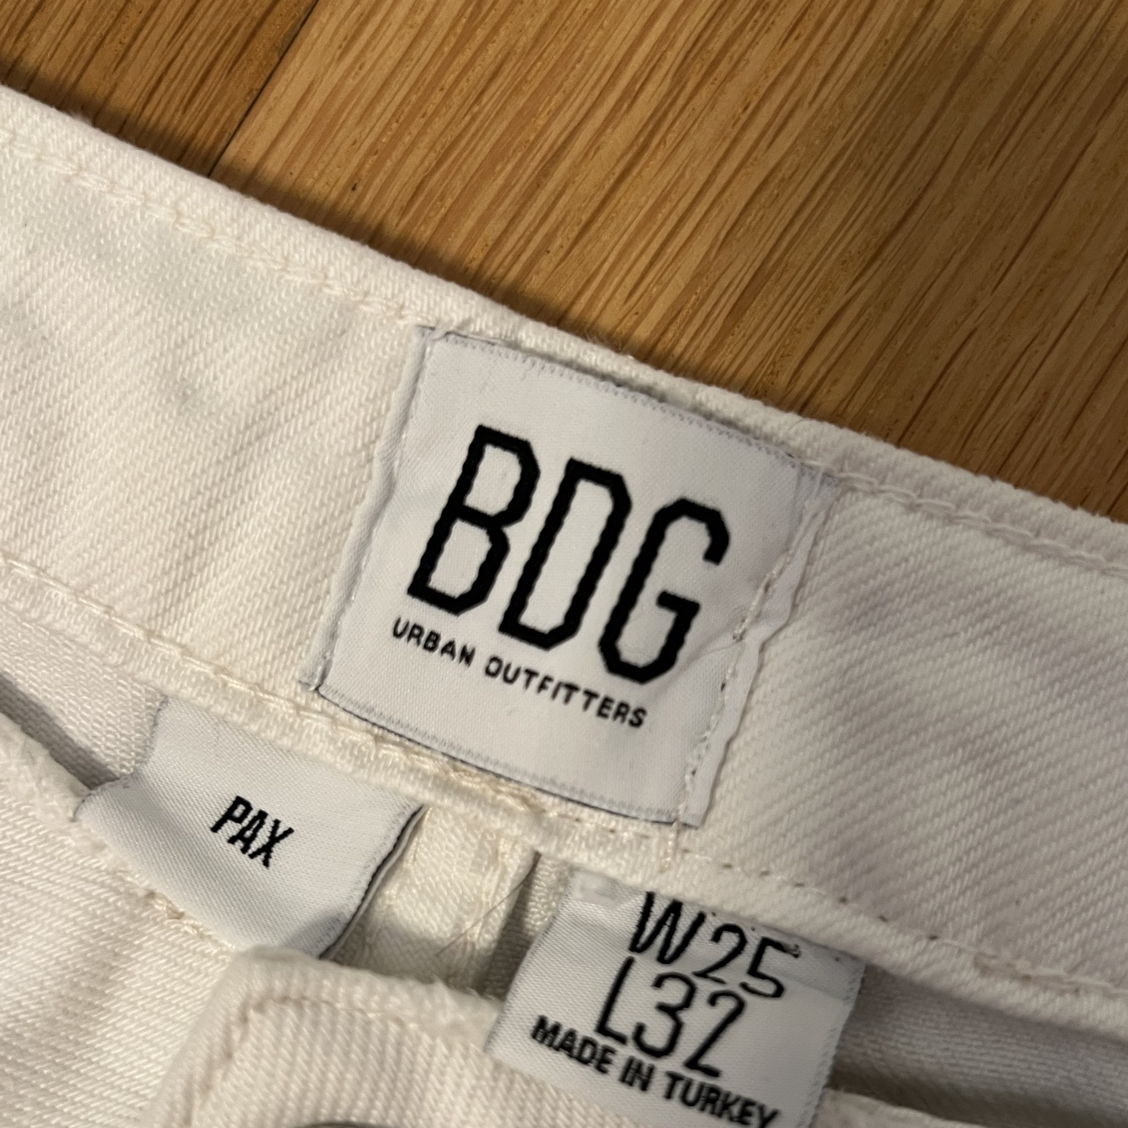 BDG
URBAN OUTFITTERS
PAX
W25
L32
MADE IN TURKEY